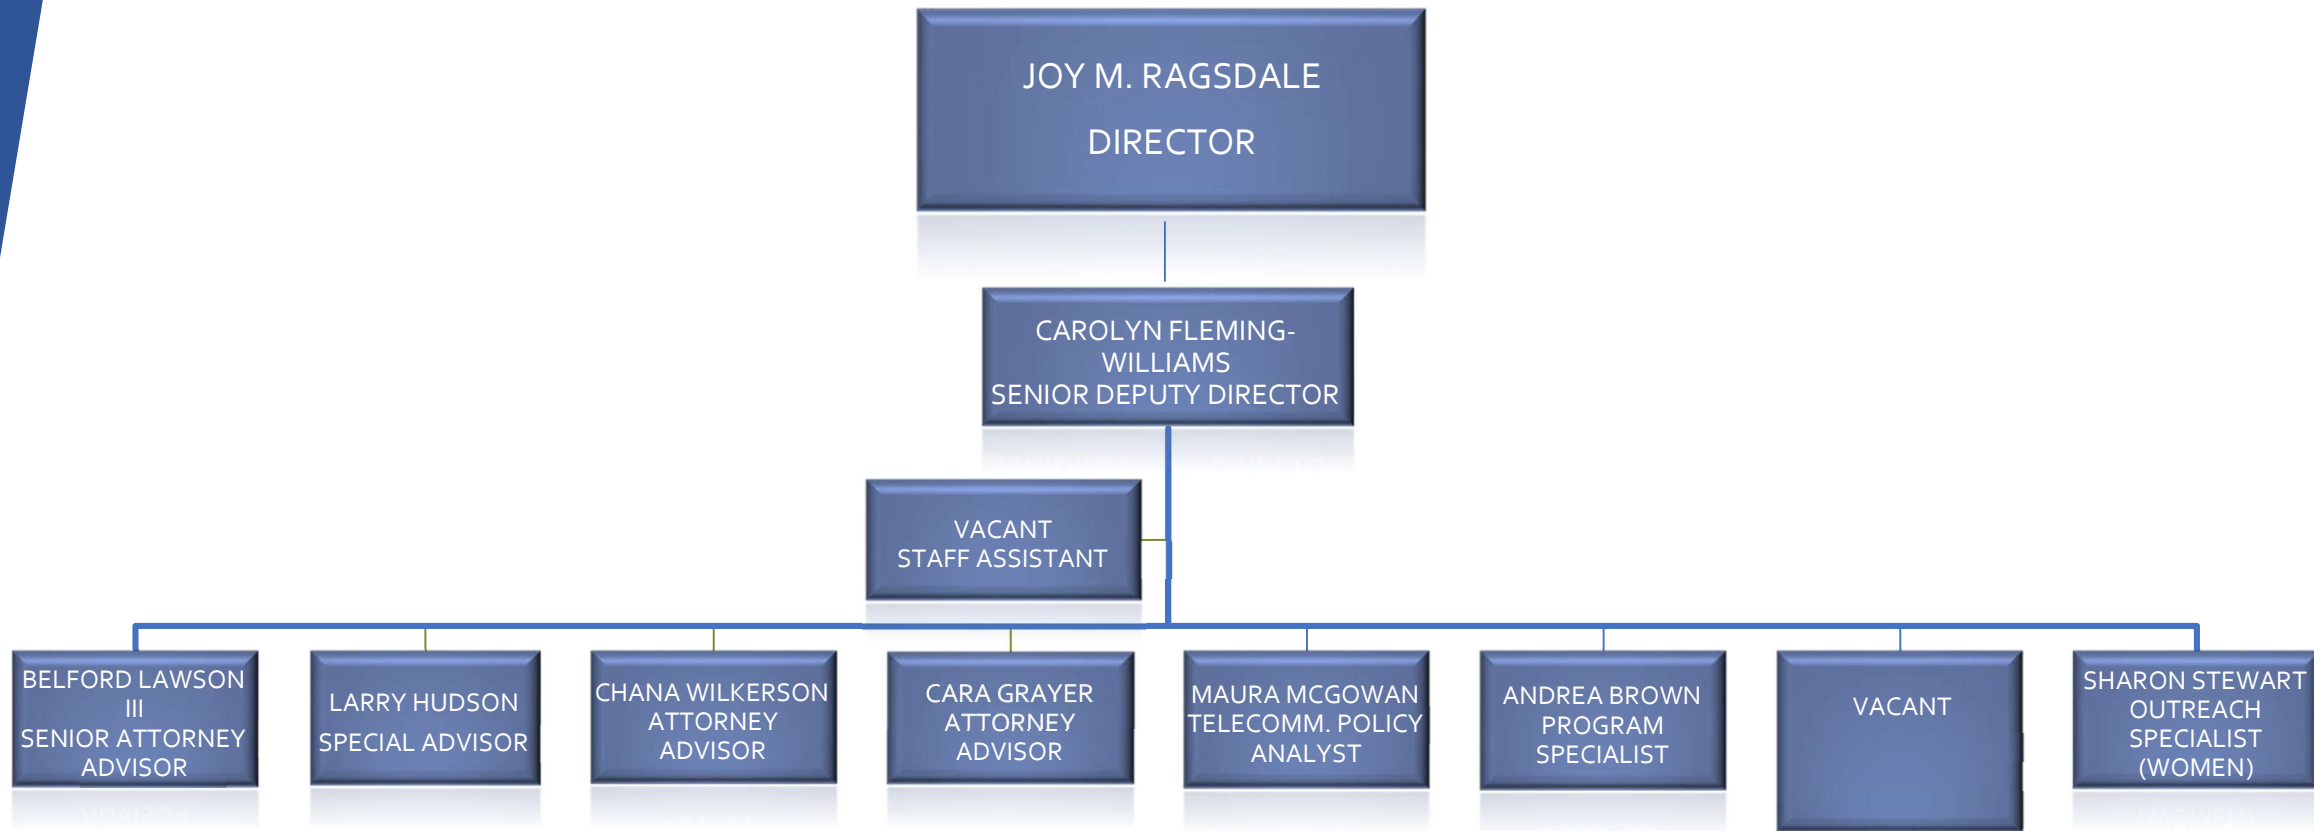 JOY M. RAGSDALE
DIRECTOR
CAROLYN FLEMING-
WILLIAMS
SENIOR DEPUTY DIRECTOR
VACANT
STAFF ASSISTANT
BELFORD LAWSON
III
SENIOR ATTORNEY
ADVISOR
LARRY HUDSON
SPECIAL ADVISOR
CHANA WILKERSON
ATTORNEY
ADVISOR
CARA GRAYER
ATTORNEY
ADVISOR
MAURA MCGOWAN
TELECOMM. POLICY
ANALYST
ANDREA BROWN
PROGRAM
SPECIALIST
VACANT
SHARON STEWART
OUTREACH
SPECIALIST
(WOMEN)